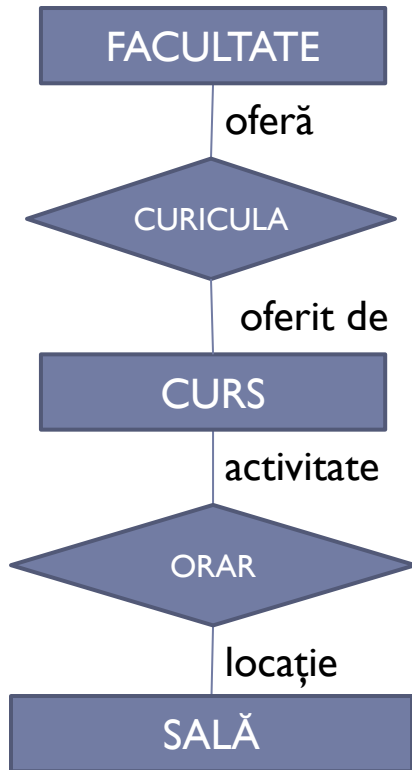 FACULTATE
oferă
CURICULA
oferit de
CURS
activitate
ORAR
locație
SALĂ